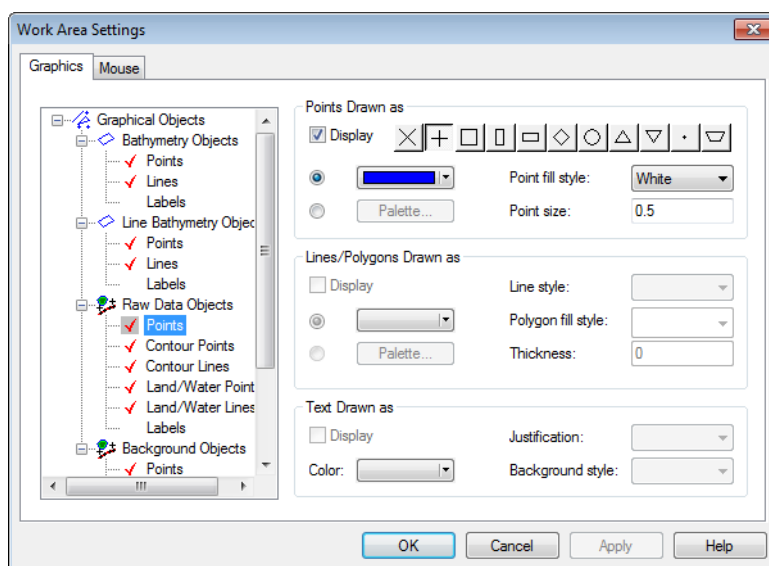 Work Area Settings
Graphics
Mouse
Graphical Objects
Bathymetry Objects
Points
Lines
Labels
Line Bathymetry Objec
Points
Lines
Labels
Raw Data Objects
Points
Contour Points
Contour Lines
Land/Water Point
Land/Water Lines
Labels
Background Objects
Points
Points Drawn as
Display
Point fill style:
White
Palette...
Point size:
0.5
Lines/Polygons Drawn as
Display
Line style:
Polygon fill style:
Palette...
Thickness:
0
Text Drawn as
Display
Justification:
Color:
Background style:
OK
Cancel
Apply
Help